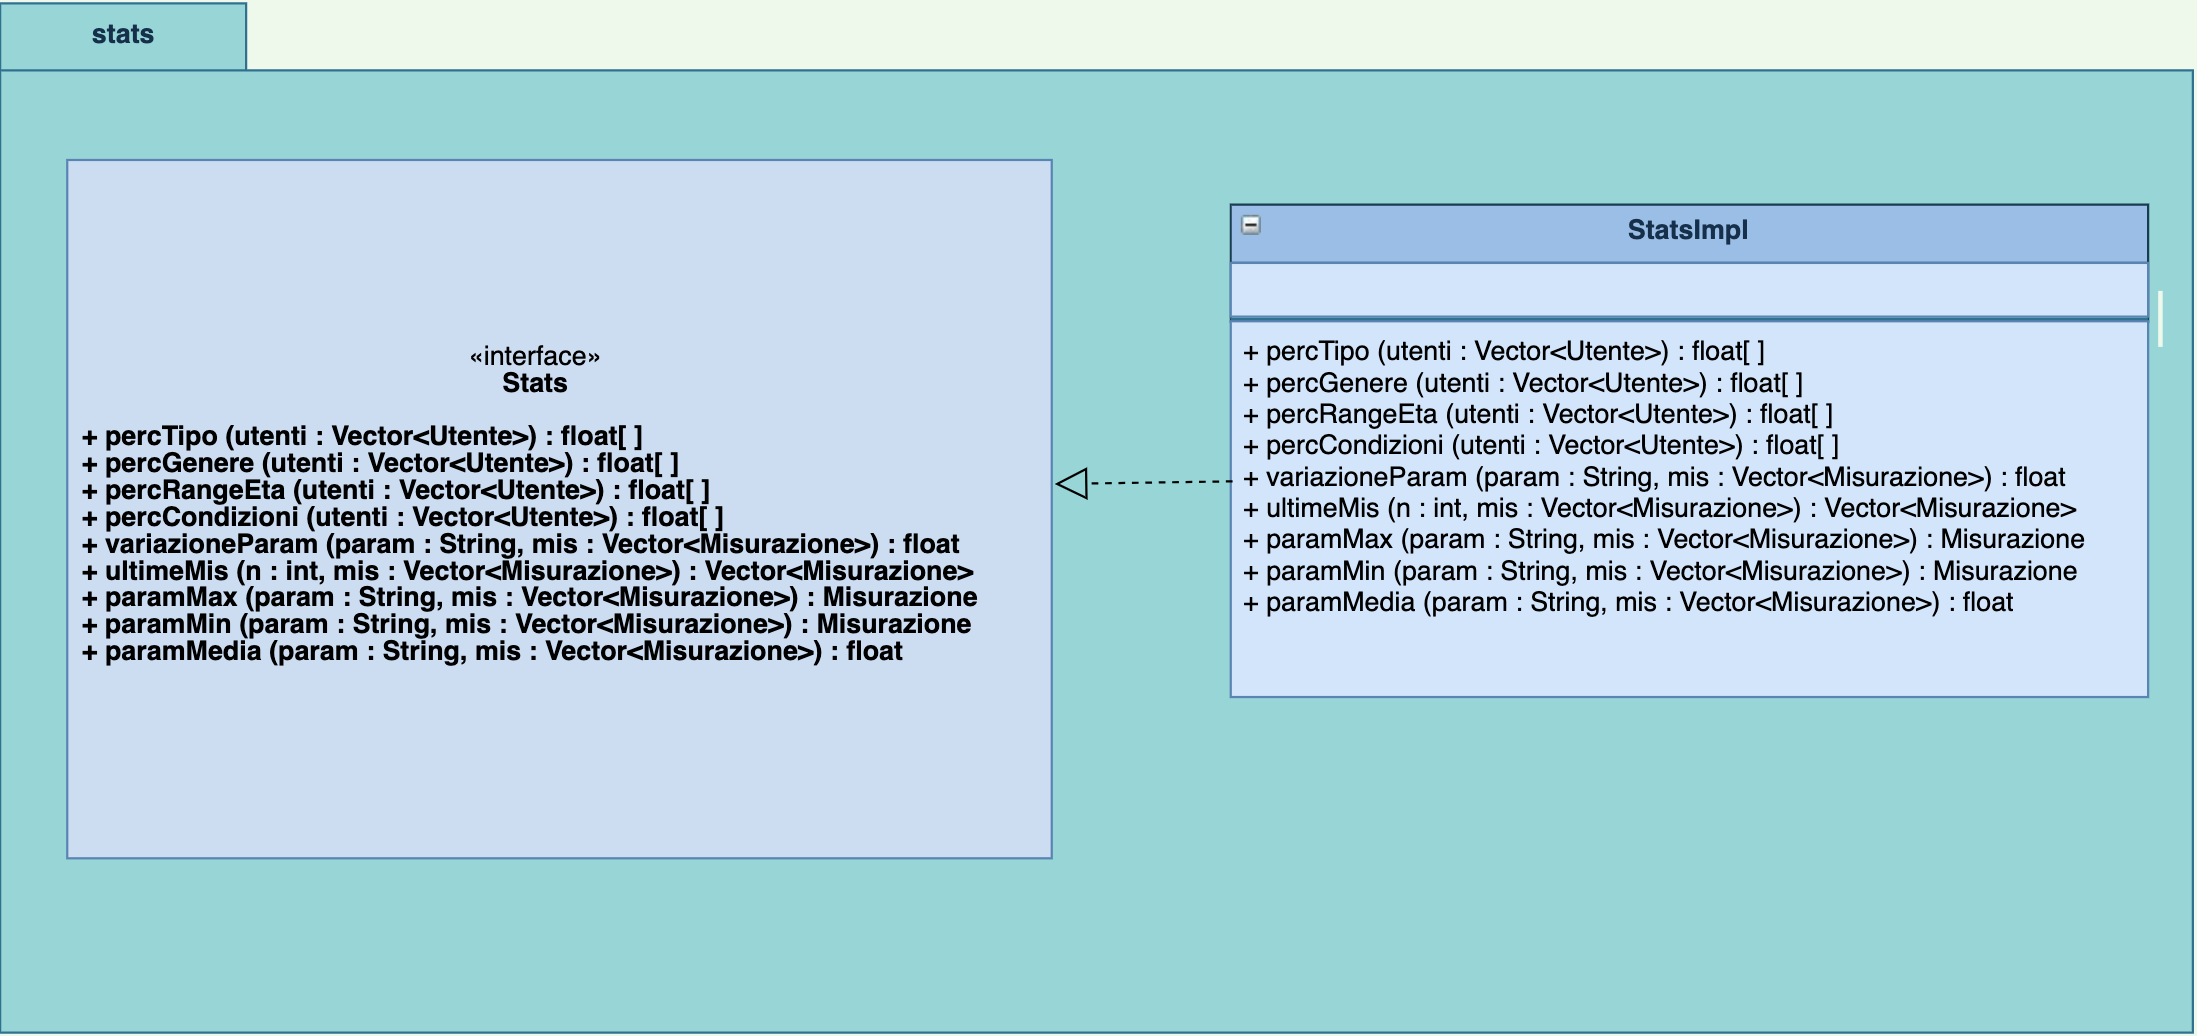 stats
«interface»
Stats
+ percTipo (utenti : Vector<Utente>) : float[ ]
+ percGenere (utenti : Vector<Utente>) : float[ ]
+ percRangeEta (utenti : Vector<Utente>) : float[ ]
+ percCondizioni (utenti : Vector<Utente>) : float[ ]
+ variazioneParam (param : String, mis : Vector<Misurazione>) : float
+ ultimeMis (n : int, mis : Vector<Misurazione>) : Vector<Misurazione>
+ paramMax (param : String, mis : Vector<Misurazione>) : Misurazione
+ paramMin (param : String, mis : Vector<Misurazione>) : Misurazione
+ paramMedia (param : String, mis : Vector<Misurazione>) : float
StatsImpl
+ percTipo (utenti : Vector<Utente>) : float[ ]
+ percGenere (utenti : Vector<Utente>) : float[ ]
+ percRangeEta (utenti : Vector<Utente>) : float[ ]
+ percCondizioni (utenti : Vector<Utente>) : float[ ]
+ variazioneParam (param : String, mis : Vector<Misurazione>) : float
+ ultimeMis (n : int, mis : Vector<Misurazione>) : Vector<Misurazione>
+ paramMax (param : String, mis : Vector<Misurazione>) : Misurazione
+ paramMin (param : String, mis : Vector<Misurazione>) : Misurazione
+ paramMedia (param : String, mis : Vector<Misurazione>) : float